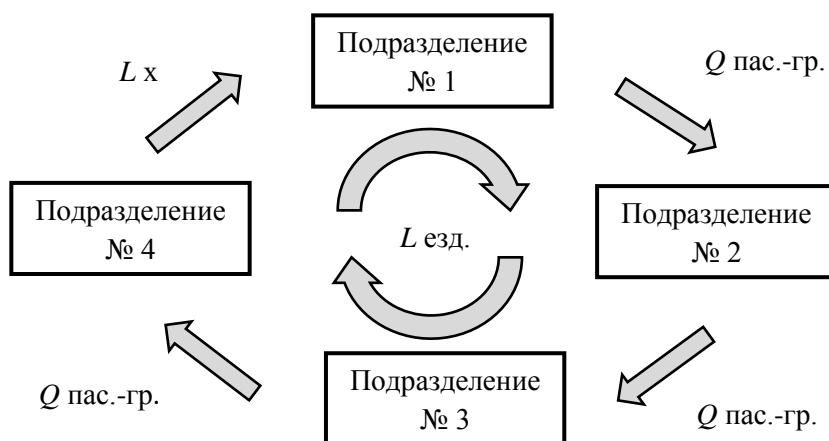 Подразделение
№ 1
L х
Q пас.-гр.
Подразделение
№ 4
L езд.
Подразделение
№ 2
Подразделение
№ 3
Q пас.-гр.
Q пас.-гр.